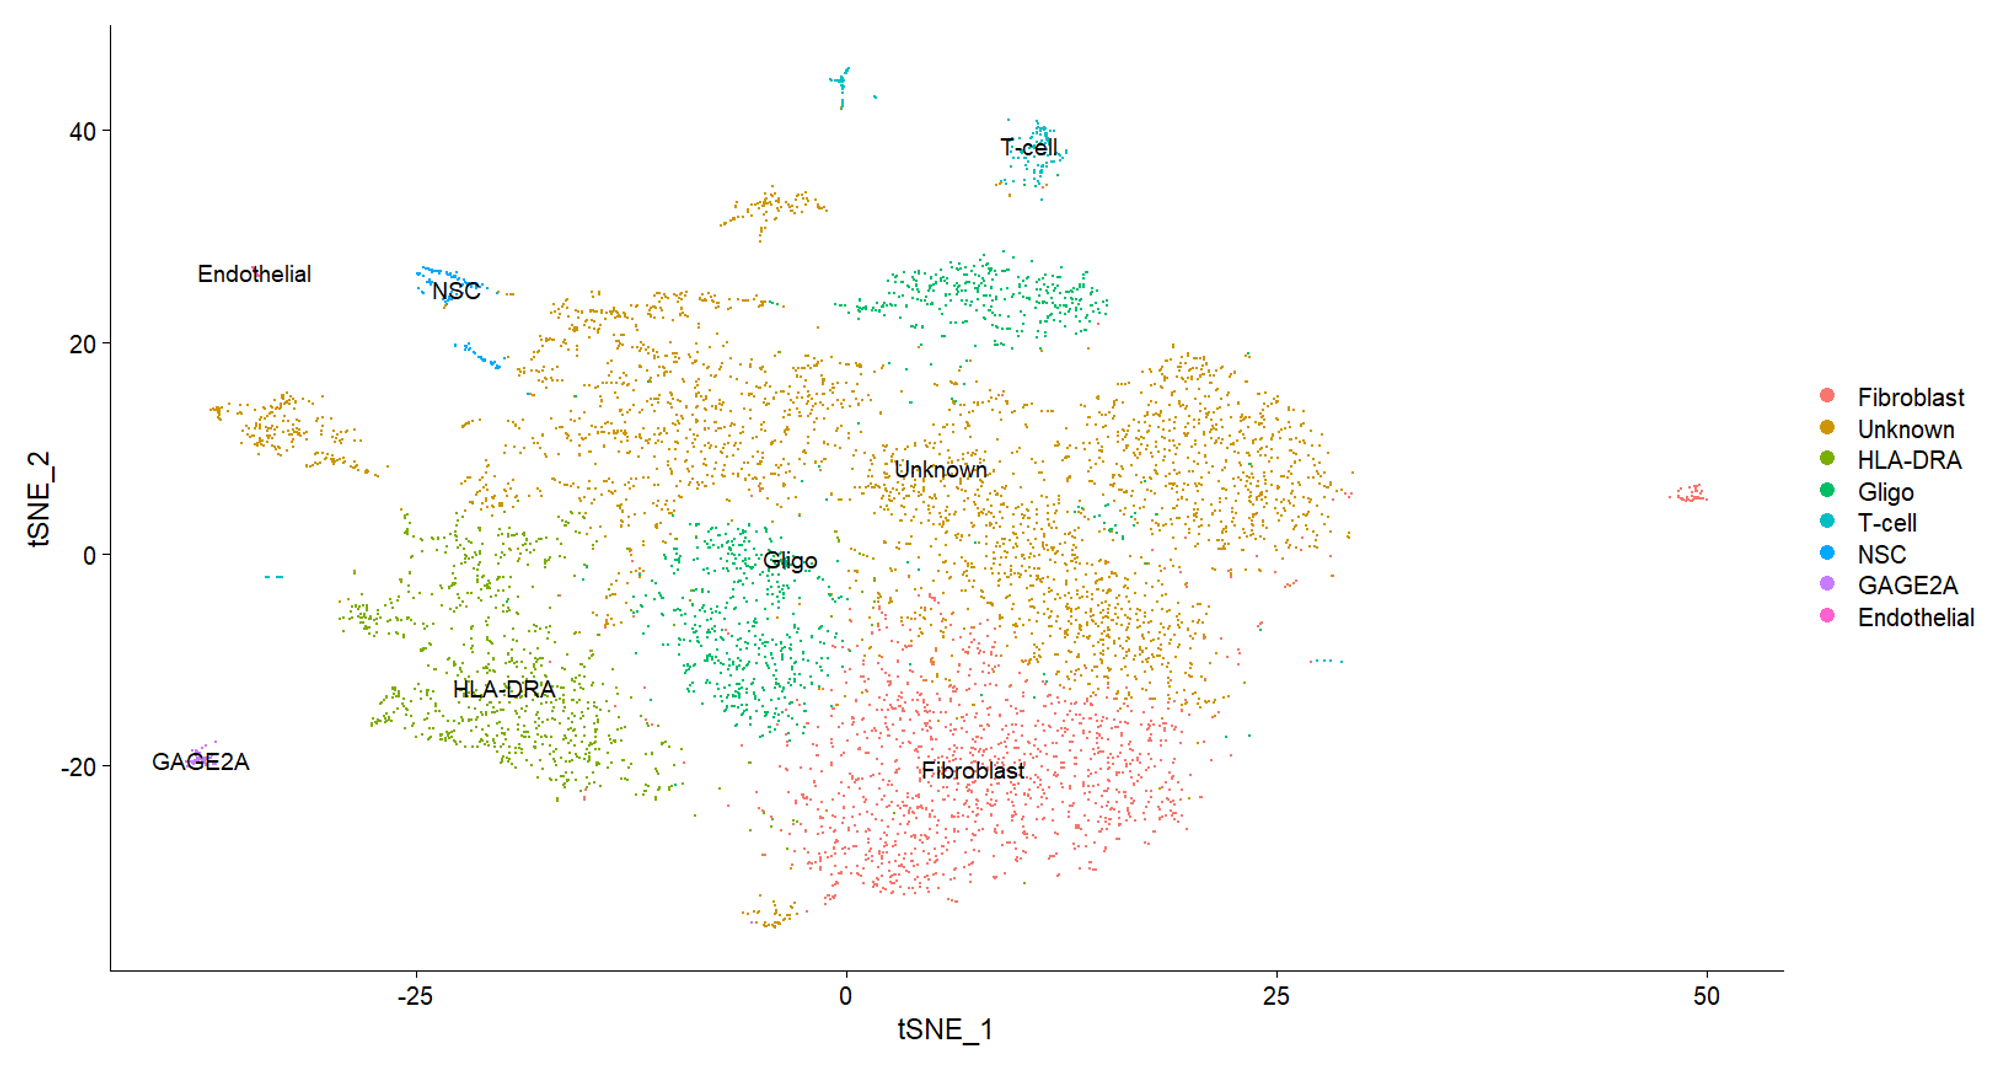 40
20
0
-20
tSNE_2
-25
0
25
50
tSNE_1
T-cell
Endothelial
NSC
Unknown
Gligo
HLA-DRA
GAGE2A
Fibroblast
Fibroblast
Unknown
HLA-DRA
Gligo
T-cell
NSC
GAGE2A
Endothelial